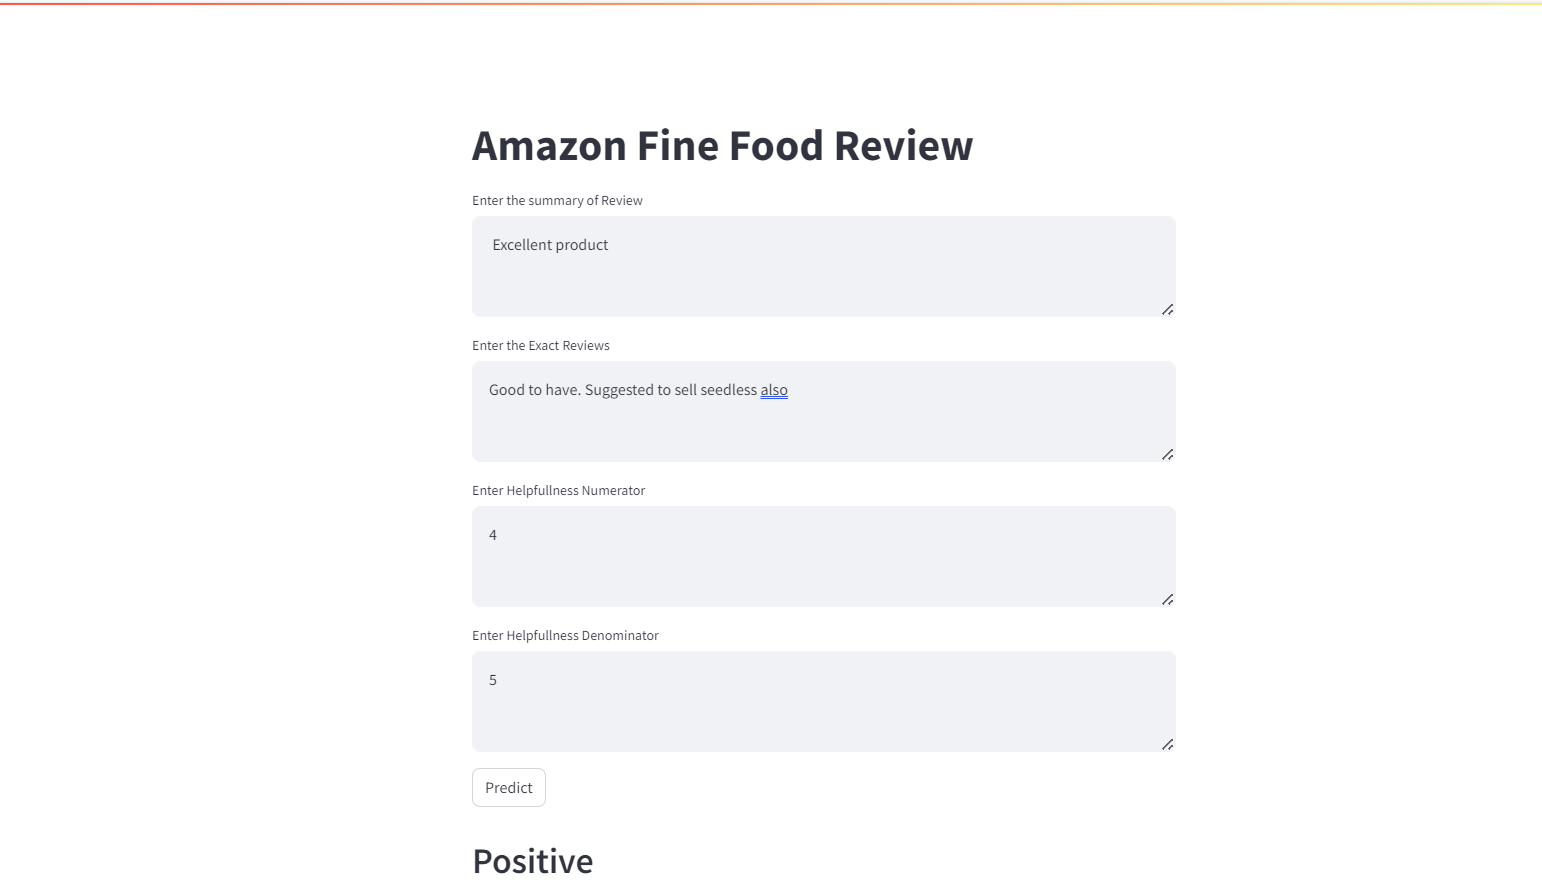 Amazon Fine Food Review
Enter the summary of Review
Excellent product
Enter the Exact Reviews
Good to have. Suggested to sell seedless also
Enter Helpfullness Numerator
4
Enter Helpfullness Denominator
5
Predict
Positive